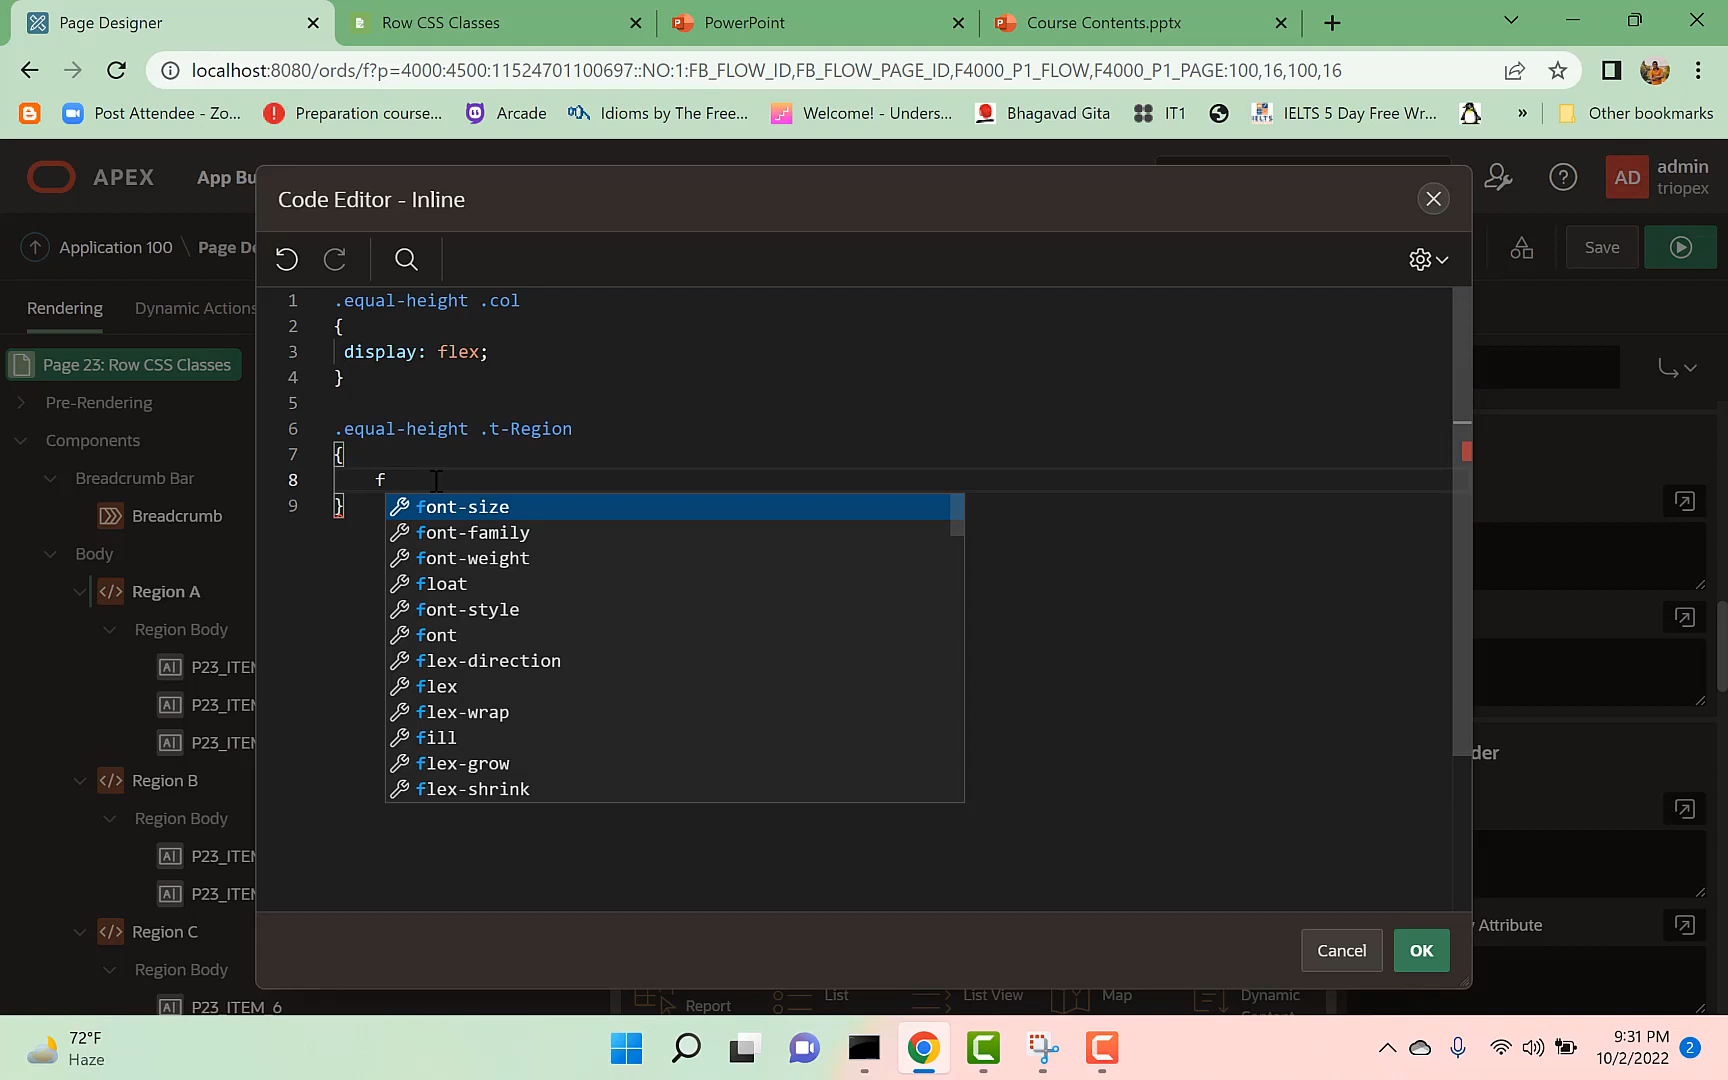 Page Designer
Row CSS Classes
PowerPoint
Course Contents.pptx
localhost:8080/ords/f?p=4000:4500:11524701100697::NO:1:FB_FLOW_ID,FB_FLOW_PAGE_ID,F4000_P1_FLOW,F4000_P1_PAGE:100,16,100,16
Post Attendee - Zo...
Preparation course...
Arcade
Idioms by The Free...
Welcome! - Unders...
Bhagavad Gita
IT1
IELTS 5 Day Free Wr...
»
Other bookmarks
APEX
App Bu
AD
admin
triopex
Code Editor - Inline
Application 100 \ Page De
Save
Rendering
Dynamic Actions
Page 23: Row CSS Classes
Pre-Rendering
Components
Breadcrumb Bar
Breadcrumb
Body
Region A
Region Body
P23_ITEM
P23_ITEM
P23_ITEM
Region B
Region Body
P23_ITEM
P23_ITEM
Region C
Region Body
P23_ITEM_6
1 .equal-height .col
2 {
3 display: flex;
4 }
5
6 .equal-height .t-Region
7 {
8 f
9 }
font-size
font-family
font-weight
float
font-style
font
flex-direction
flex
flex-wrap
fill
flex-grow
flex-shrink
der
Attribute
Cancel
OK
Report
List
List View
Map
Dynamic
72°F
Haze
9:31 PM
10/2/2022
2